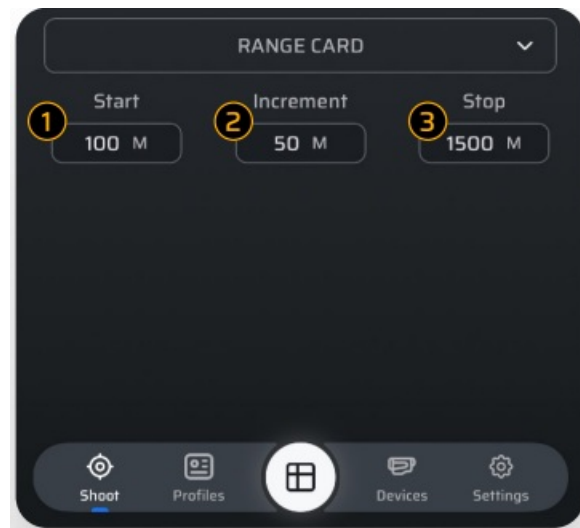 RANGE CARD
Start Increment Stop
1 2 3
100 M 50 M 1500 M
Shoot Profiles Devices Settings